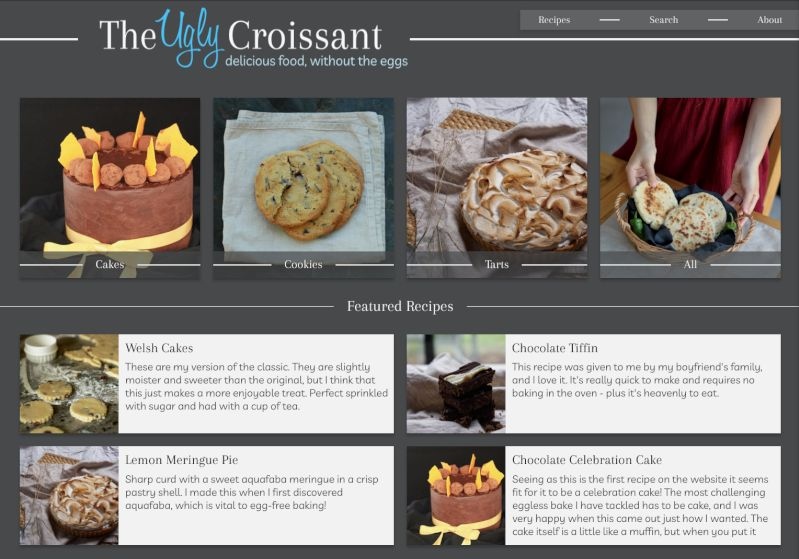 Recipes Search About
The Ugly Croissant
delicious food, without the eggs
Cakes Cookies Tarts All
Featured Recipes
Welsh Cakes
These are my version of the classic. They are slightly
moister and sweeter than the original, but I think that
this just makes a more enjoyable treat. Perfect sprinkled
with sugar and had with a cup of tea.
Chocolate Tiffin
This recipe was given to me by my boyfriend's family,
and I love it. It's really quick to make and requires no
baking in the oven - plus it's heavenly to eat.
Lemon Meringue Pie
Sharp curd with a sweet aquafaba meringue in a crisp
pastry shell. I made this when I first discovered
aquafaba, which is vital to egg-free baking!
Chocolate Celebration Cake
Seeing as this is the first recipe on the website it seems
fit for it to be a celebration cake! The most challenging
eggless bake I have tackled has to be cake, and I was
very happy when this came out just how I wanted. The
cake itself is a little like a muffin, but when you put it